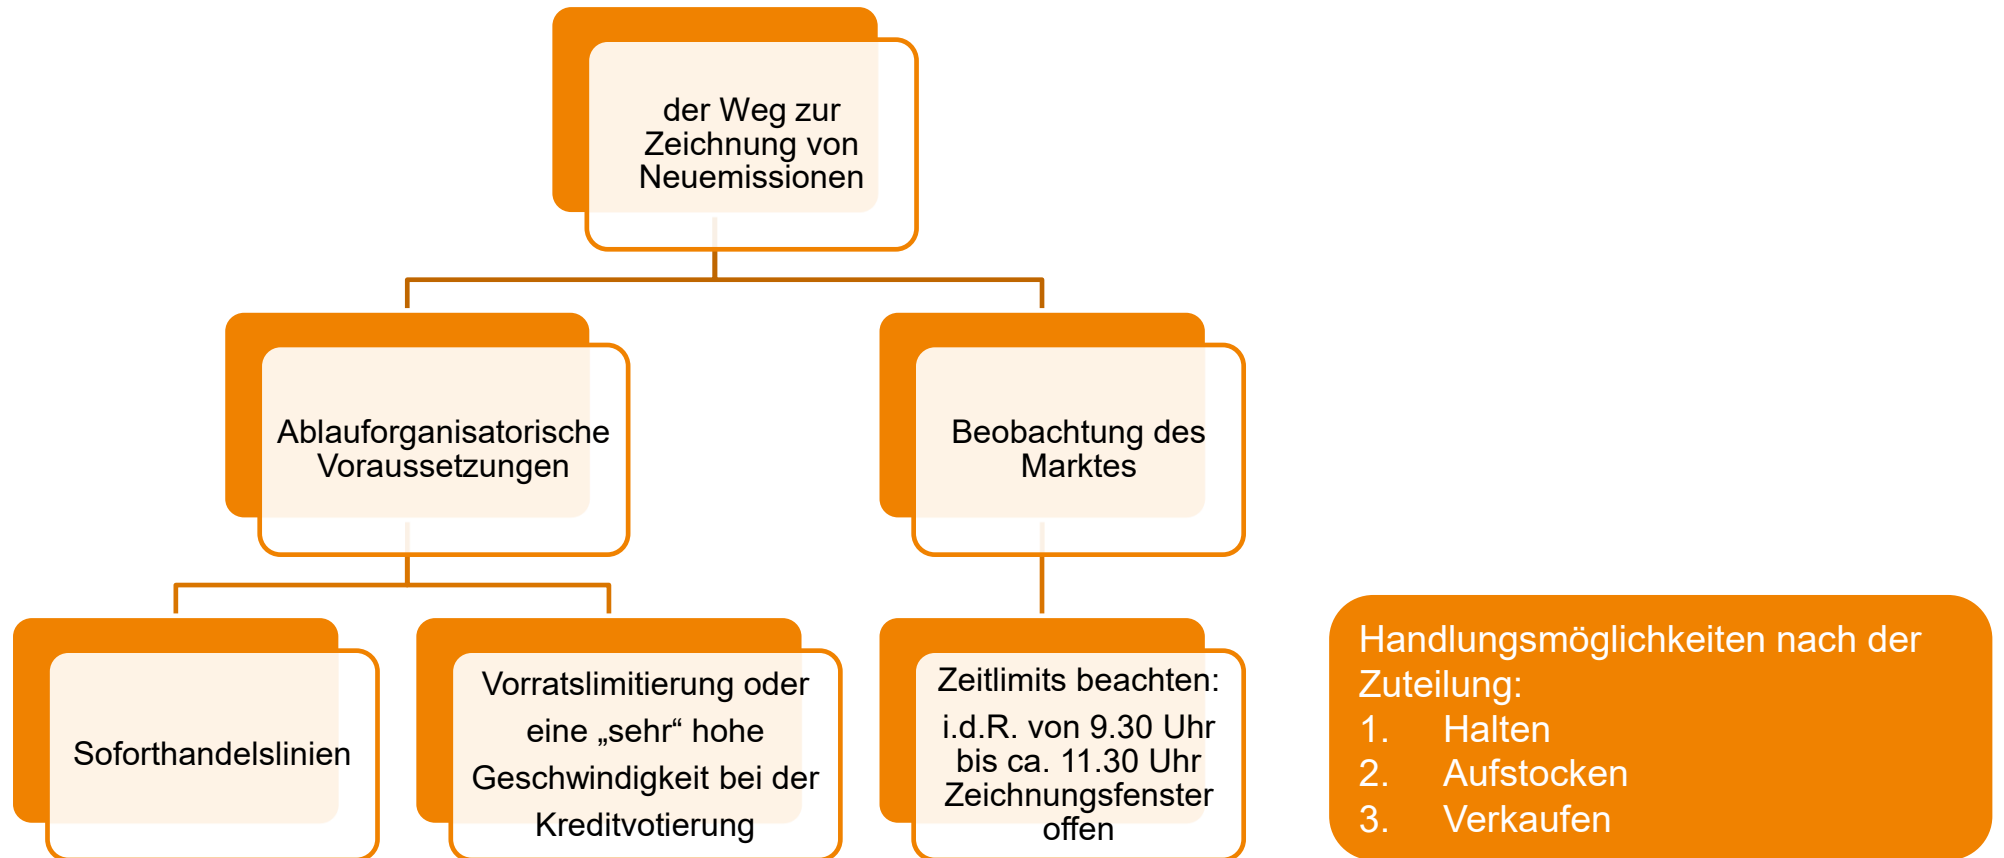 der Weg zur
Zeichnung von
Neuemissionen
Ablauforganisatorische
Voraussetzungen
Beobachtung des
Marktes
Soforthandelslinien
Vorratslimitierung oder
eine „sehr“ hohe
Geschwindigkeit bei der
Kreditvotierung
Zeitlimits beachten:
i.d.R. von 9.30 Uhr
bis ca. 11.30 Uhr
Zeichnungsfenster
offen
Handlungsmöglichkeiten nach der
Zuteilung:
1. Halten
2. Aufstocken
3. Verkaufen